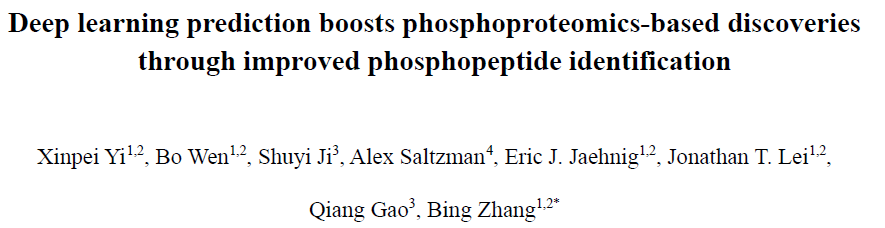 Deep learning prediction boosts phosphoproteomics-based discoveries
through improved phosphopeptide identification
Xinpei Yi1,2, Bo Wen1,2, Shuyi Ji3, Alex Saltzman4, Eric J. Jaehnig1,2, Jonathan T. Lei1,2,
Qiang Gao3, Bing Zhang1,2*